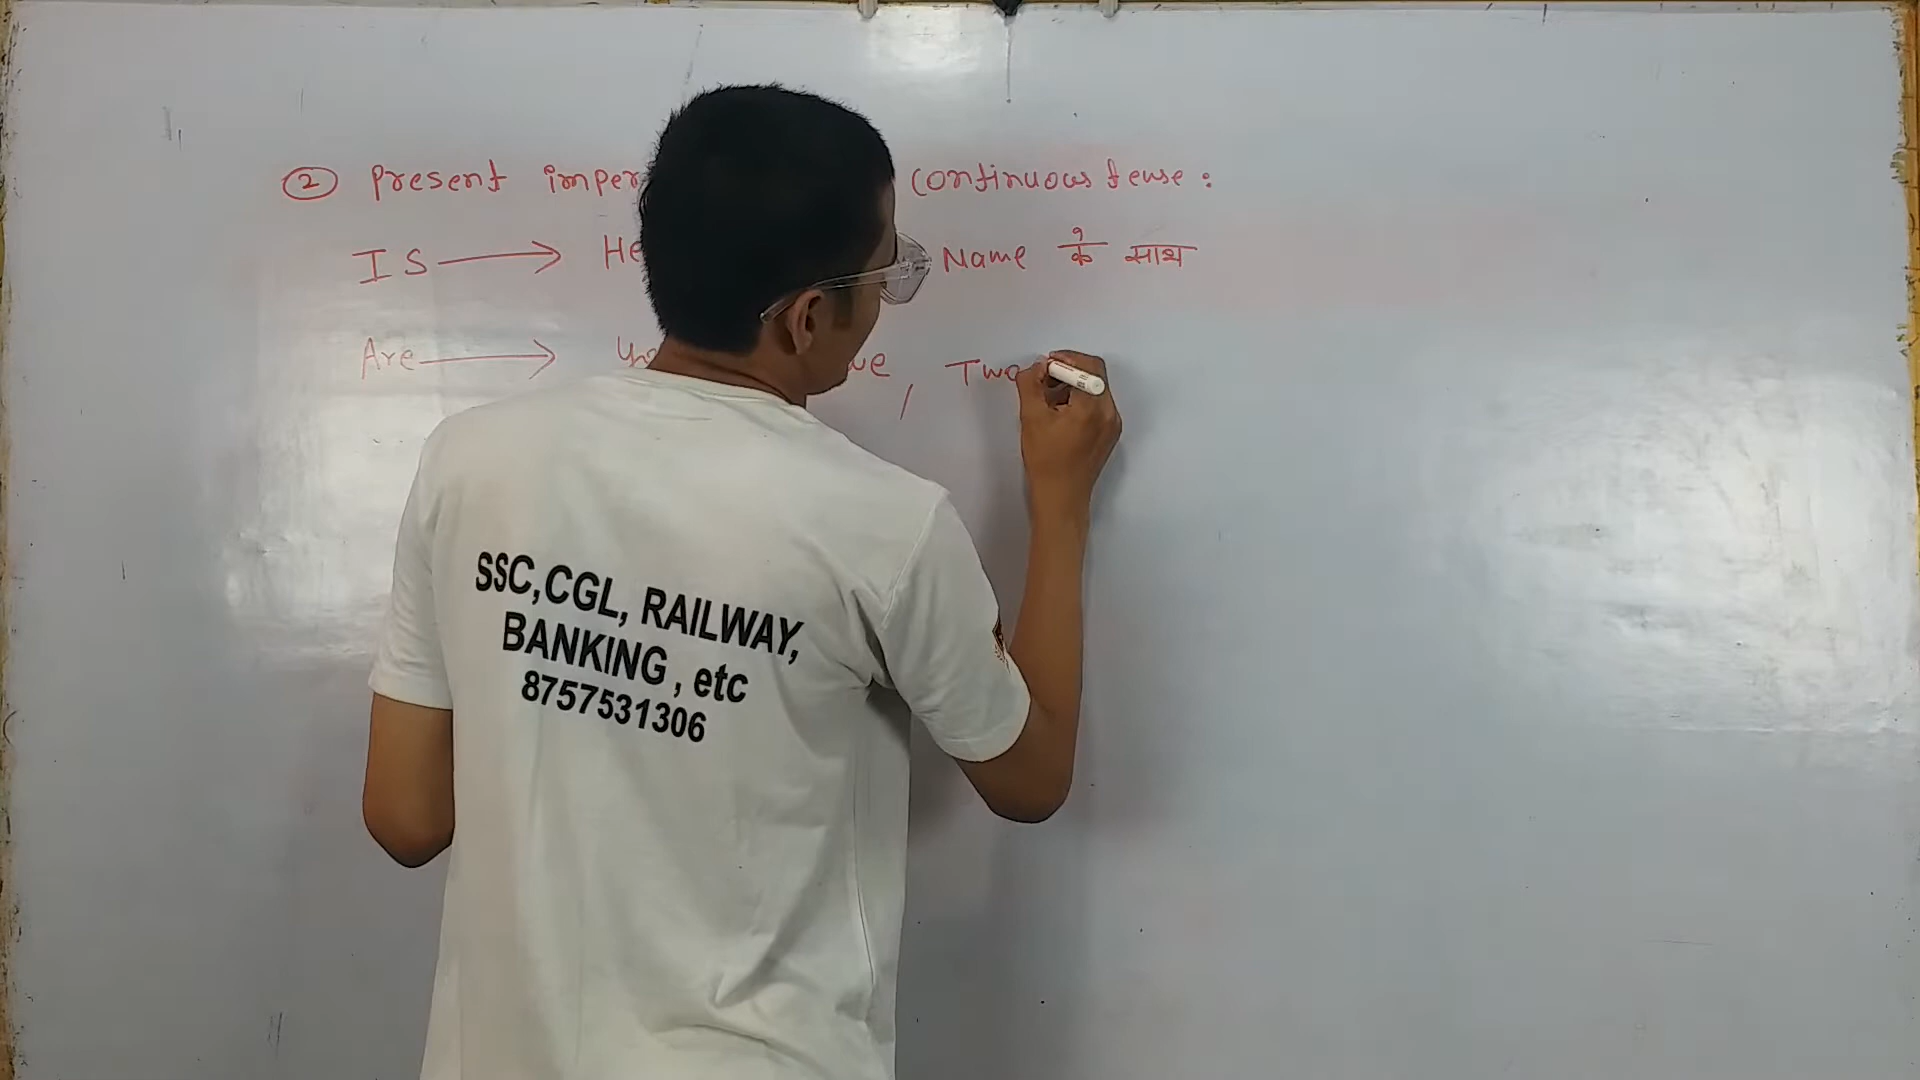 ② Present imper continuous tense :
IS → He Name के साथ
Are → we , Two
SSC,CGL, RAILWAY,
BANKING , etc
8757531306